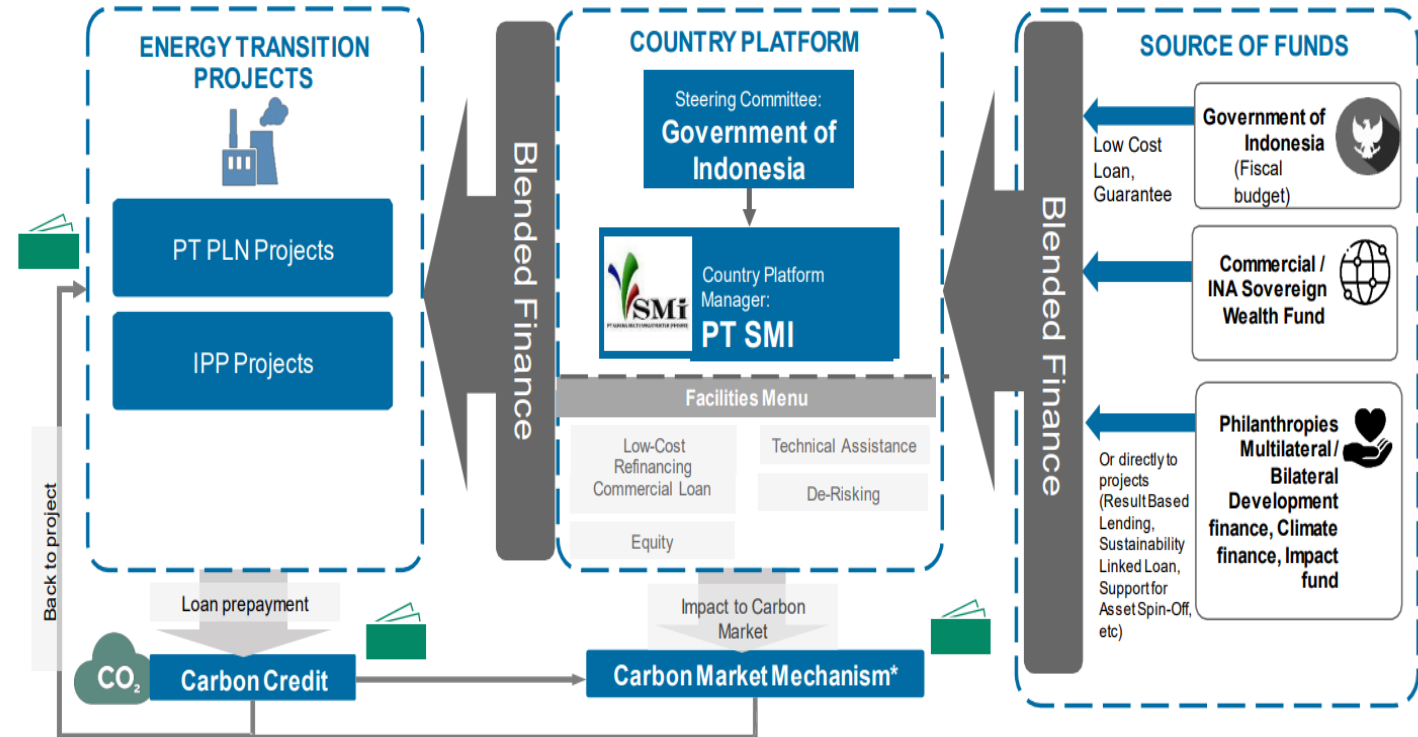 ENERGY TRANSITION
PROJECTS
PT PLN Projects
IPP Projects
Back to project
Loan prepayment
CO2
Carbon Credit
Blended Finance
COUNTRY PLATFORM
Steering Committee:
Government of
Indonesia
SMi
Country Platform
Manager:
PT SMI
Facilities Menu
Low-Cost
Refinancing
Commercial Loan
Technical Assistance
De-Risking
Equity
Impact to Carbon
Market
Carbon Market Mechanism*
Blended Finance
SOURCE OF FUNDS
Low Cost
Loan,
Guarantee
Government of
Indonesia
(Fiscal
budget)
Commercial /
INA Sovereign
Wealth Fund
Or directly to
projects
(Result Based
Lending,
Sustainability
Linked Loan,
Support for
Asset Spin-Off,
etc)
Philanthropies
Multilateral /
Bilateral
Development
finance, Climate
finance, Impact
fund